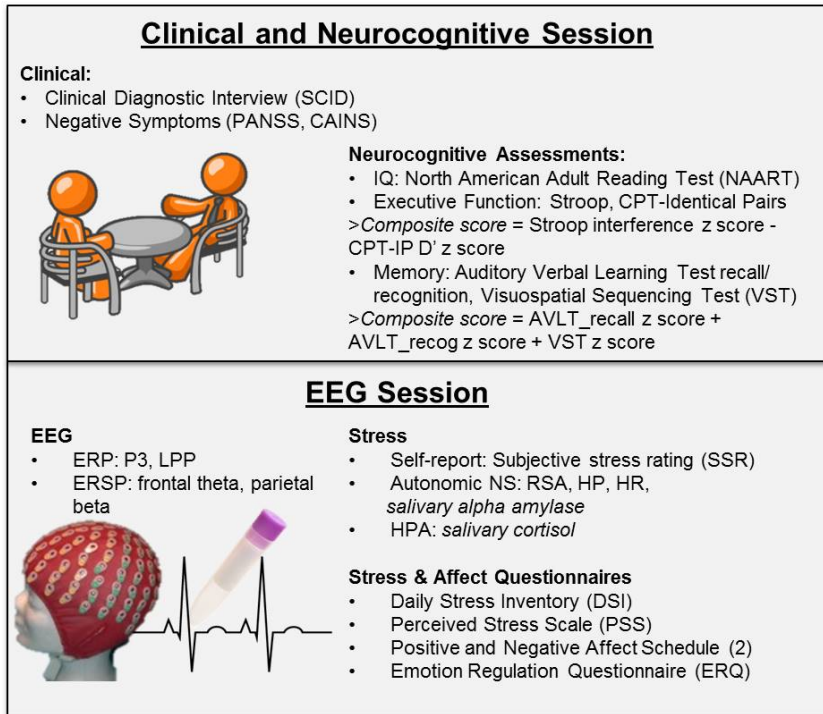 Clinical and Neurocognitive Session
Clinical:
• Clinical Diagnostic Interview (SCID)
• Negative Symptoms (PANSS, CAINS)
Neurocognitive Assessments:
• IQ: North American Adult Reading Test (NAART)
• Executive Function: Stroop, CPT-Identical Pairs
>Composite score = Stroop interference z score -
CPT-IP D’ z score
• Memory: Auditory Verbal Learning Test recall/
recognition, Visuospatial Sequencing Test (VST)
>Composite score = AVLT_recall z score +
AVLT_recog z score + VST z score
EEG Session
EEG
• ERP: P3, LPP
• ERSP: frontal theta, parietal
beta
Stress
• Self-report: Subjective stress rating (SSR)
• Autonomic NS: RSA, HP, HR,
salivary alpha amylase
• HPA: salivary cortisol
Stress & Affect Questionnaires
• Daily Stress Inventory (DSI)
• Perceived Stress Scale (PSS)
• Positive and Negative Affect Schedule (2)
• Emotion Regulation Questionnaire (ERQ)